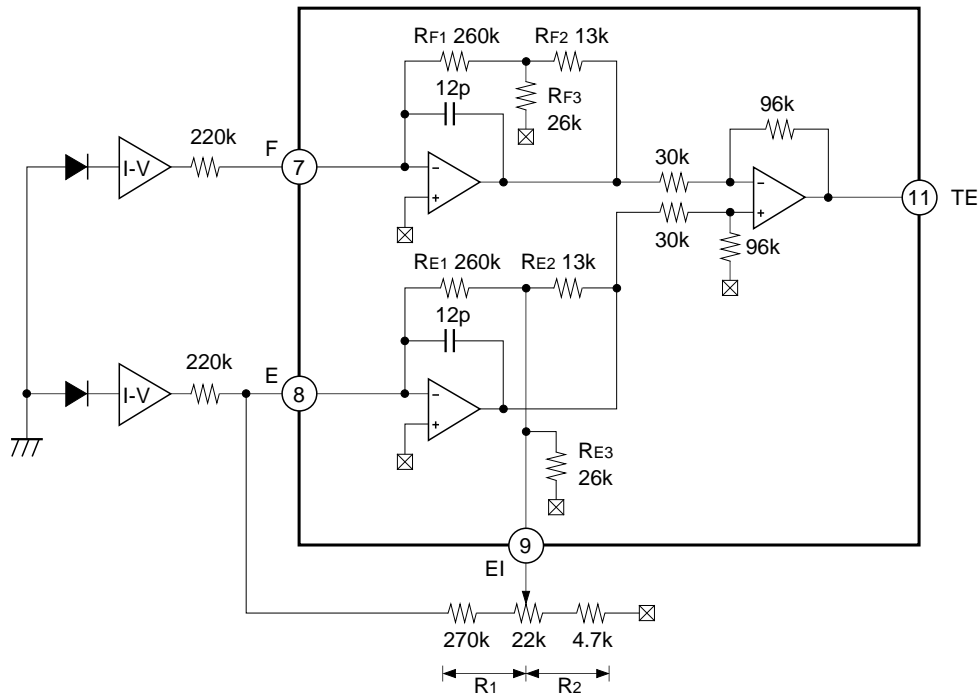 RF1 260k RF2 13k
12p
RF3
26k
96k
220k
F
I-V
7
30k
−
+
−
+
11 TE
30k
96k
RE1 260k RE2 13k
12p
220k
E
I-V
8
−
+
RE3
26k
9
EI
270k 22k 4.7k
R1 R2